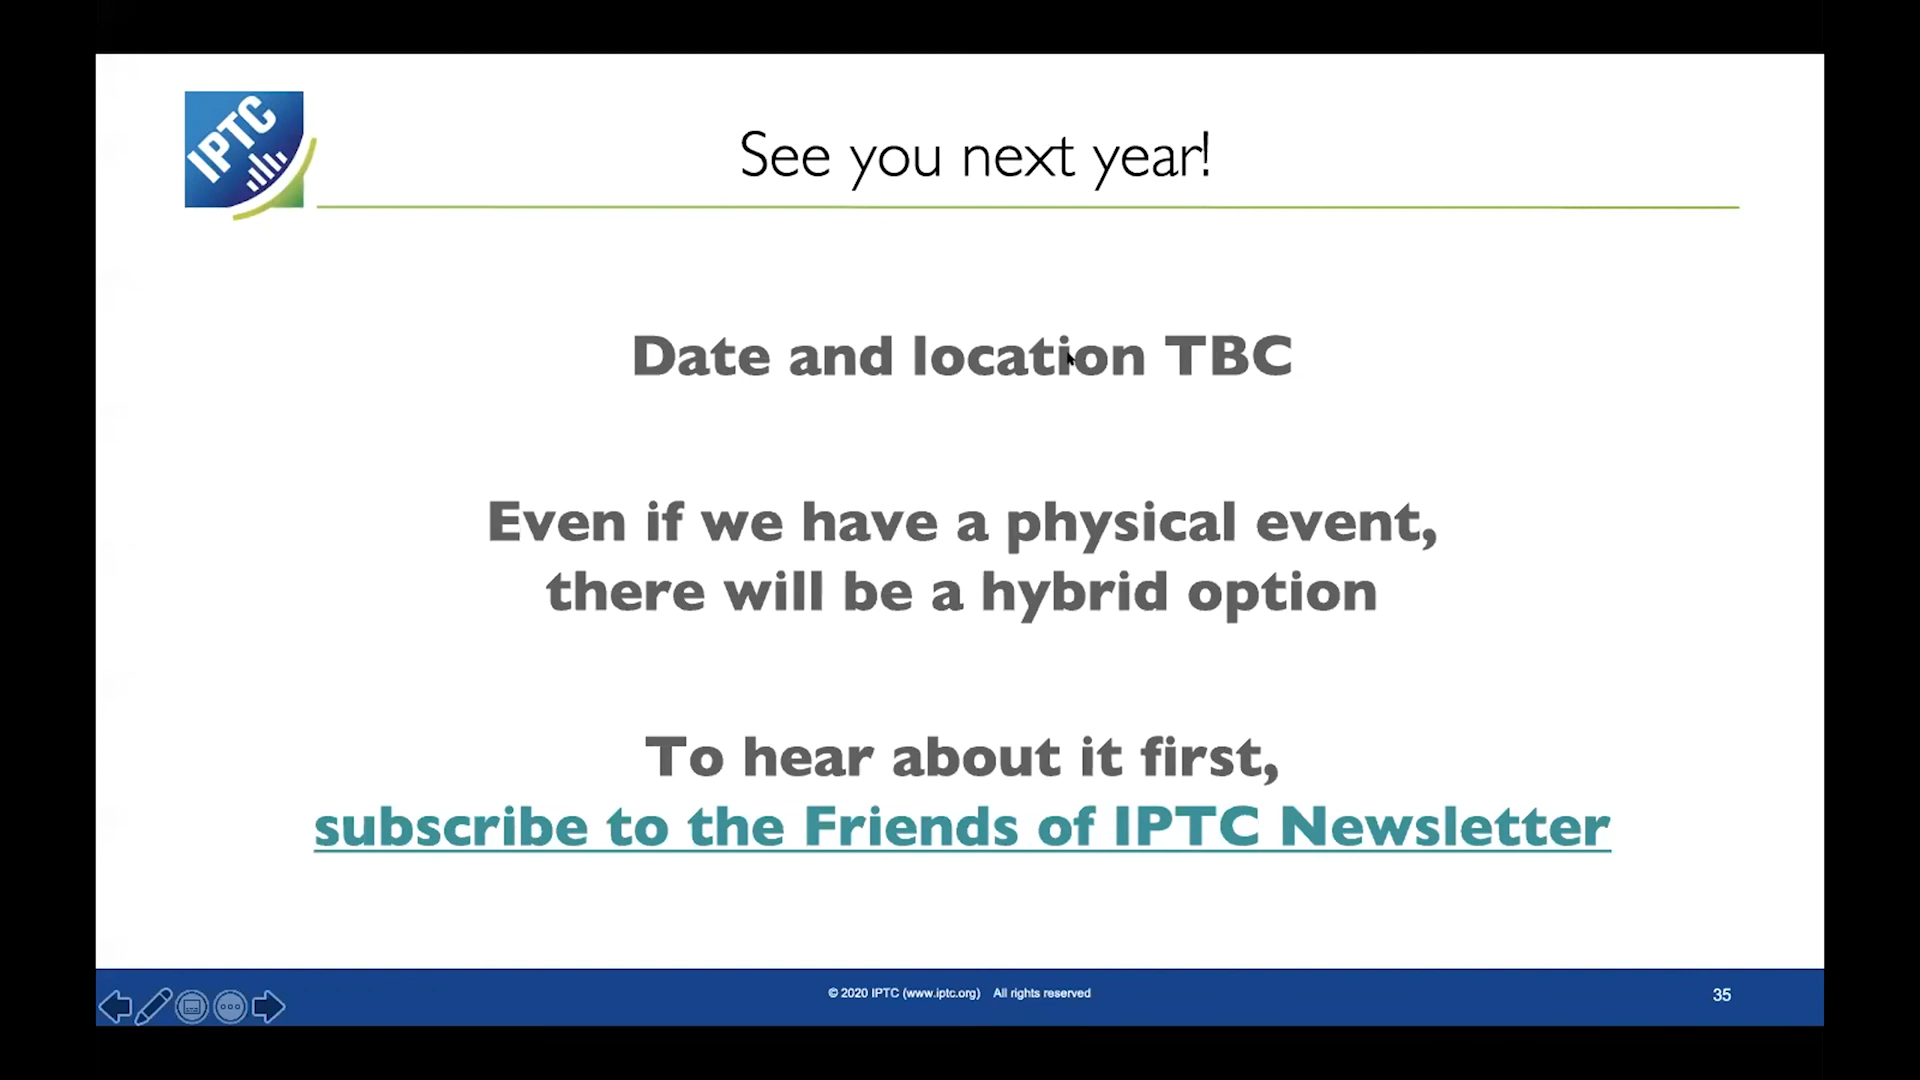 IPTC
See you next year!
Date and location TBC
Even if we have a physical event,
there will be a hybrid option
To hear about it first,
subscribe to the Friends of IPTC Newsletter
© 2020 IPTC (www.iptc.org) All rights reserved
35